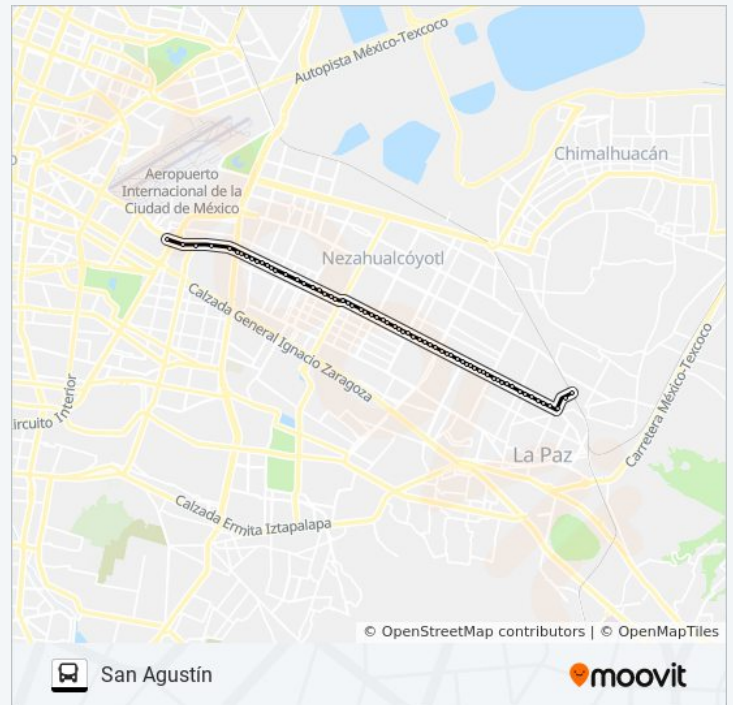 Autopista México-Texcoco
Aeropuerto
Internacional de la
Ciudad de México
Chimalhuacán
Nezahualcóyotl
Calzada General Ignacio Zaragoza
Carretera México-Texcoco
ircuito Interior
La Paz
Calzada Ermita Iztapalapa
© OpenStreetMap contributors | © OpenMapTiles
San Agustín
moovit